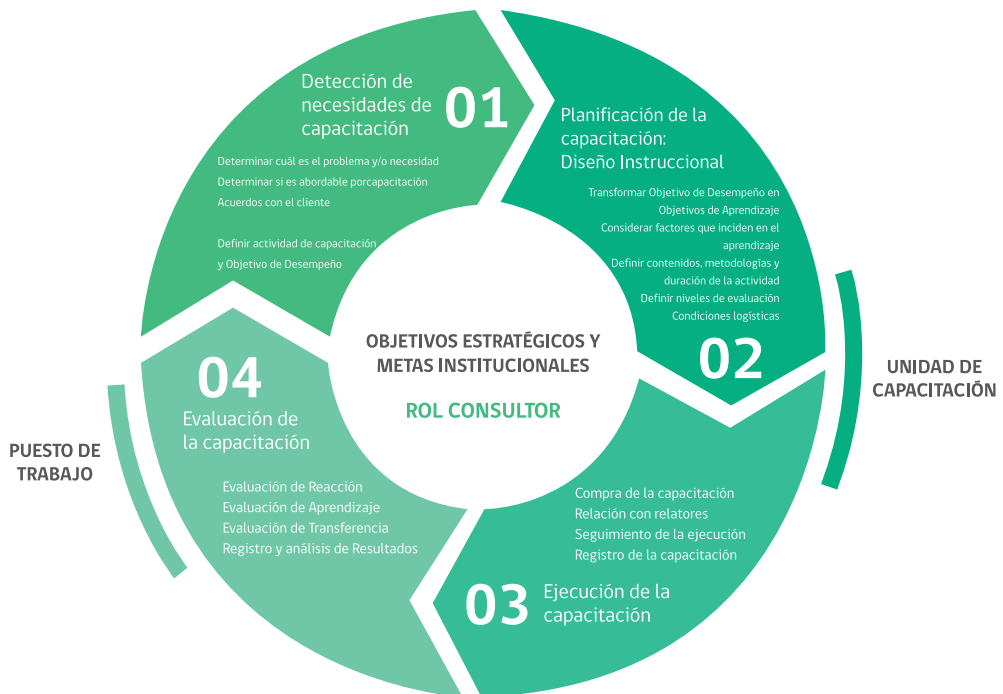 Detección de
necesidades de
capacitación
01
Determinar cuál es el problema y/o necesidad
Determinar si es abordable porcapacitación
Acuerdos con el cliente
Definir actividad de capacitación
y Objetivo de Desempeño
Planificación de la
capacitación:
Diseño Instruccional
Transformar Objetivo de Desempeño en
Objetivos de Aprendizaje
Considerar factores que inciden en el
aprendizaje
Definir contenidos, metodologías y
duración de la actividad
Definir niveles de evaluación
Condiciones logísticas
02
UNIDAD DE
CAPACITACIÓN
OBJETIVOS ESTRATÉGICOS Y
METAS INSTITUCIONALES
ROL CONSULTOR
Compra de la capacitación
Relación con relatores
Seguimiento de la ejecución
Registro de la capacitación
03
Ejecución de la
capacitación
04
Evaluación de
la capacitación
Evaluación de Reacción
Evaluación de Aprendizaje
Evaluación de Transferencia
Registro y análisis de Resultados
PUESTO DE
TRABAJO